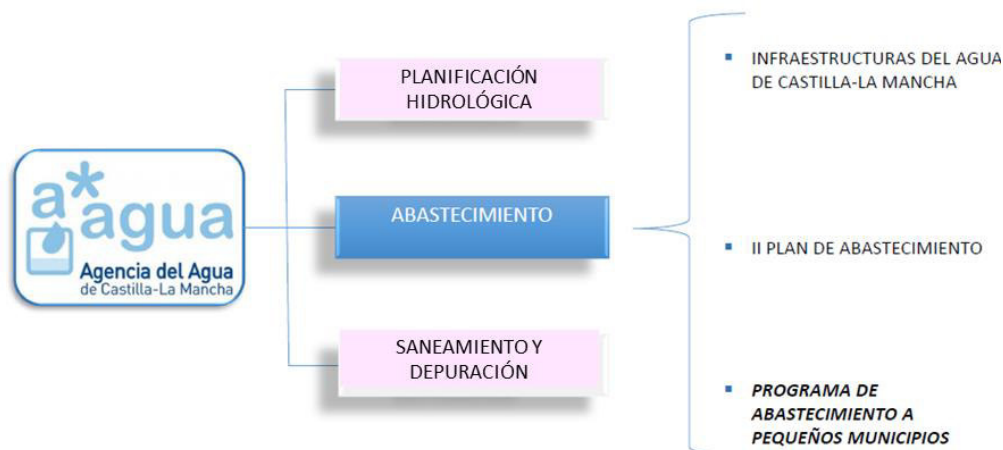 a*
agua
Agencia del Agua
de Castilla-La Mancha
PLANIFICACIÓN
HIDROLÓGICA
ABASTECIMIENTO
SANEAMIENTO Y
DEPURACIÓN
▪ INFRAESTRUCTURAS DEL AGUA
DE CASTILLA-LA MANCHA
▪ II PLAN DE ABASTECIMIENTO
▪ PROGRAMA DE
ABASTECIMIENTO A
PEQUEÑOS MUNICIPIOS